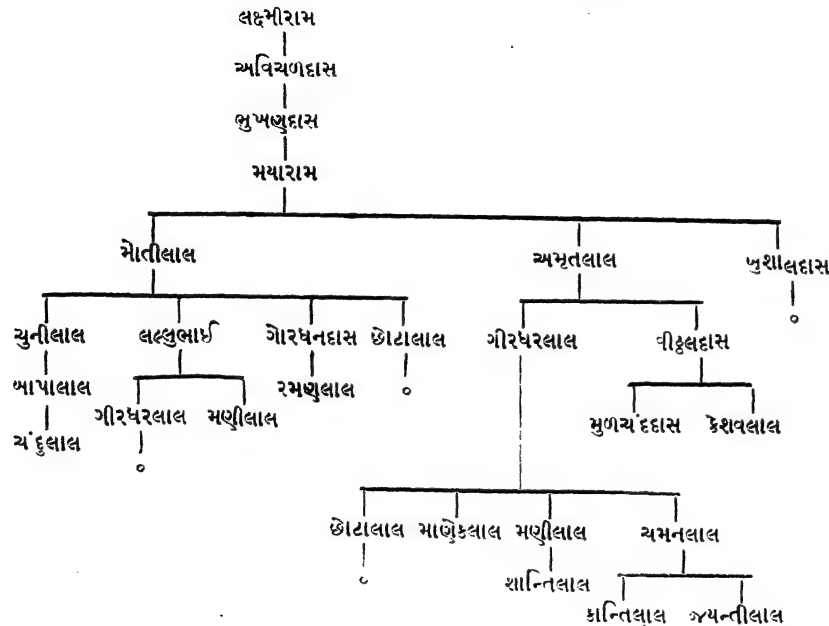 લક્ષ્મીરામ
અવિચળદાસ
ભુખણદાસ
મયારામ
મોતીલાલ અમૃતલાલ ખુશાલદાસ
ચુનીલાલ લલ્લુભાઈ ગોરધનદાસ છોટાલાલ ગીરધરલાલ વીઠ્ઠલદાસ
બાપાલાલ રમણલાલ
ગીરધરલાલ મણીલાલ મુળચંદદાસ કેશવલાલ
ચંદુલાલ
છોટાલાલ માણેકલાલ મણીલાલ ચમનલાલ
શાન્તિલાલ
કાન્તિલાલ જયન્તીલાલ